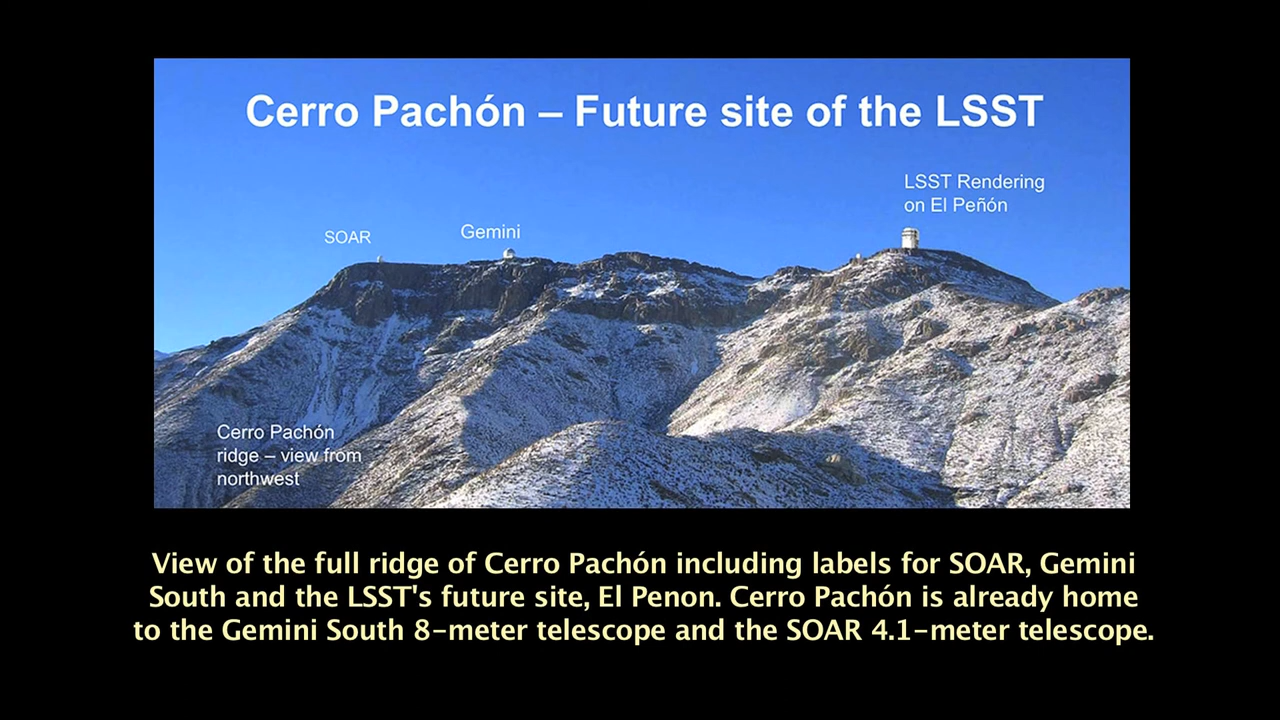 Cerro Pachón – Future site of the LSST
LSST Rendering
on El Peñón
SOAR
Gemini
Cerro Pachón
ridge – view from
northwest
View of the full ridge of Cerro Pachón including labels for SOAR, Gemini
South and the LSST's future site, El Penon. Cerro Pachón is already home
to the Gemini South 8-meter telescope and the SOAR 4.1-meter telescope.